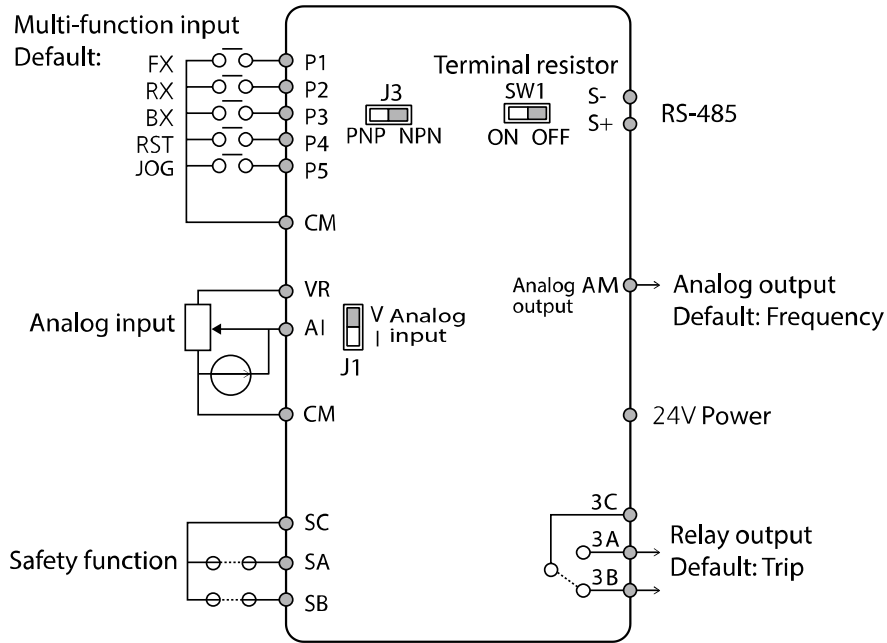 Multi-function input
Default:
FX
P1
RX
P2
BX
P3
RST
P4
JOG
P5
CM
J3
PNP NPN
Terminal resistor
SW1
ON OFF
S-
S+
RS-485
VR
Analog input
AI
V Analog
I input
J1
CM
Analog
output
AM
Analog output
Default: Frequency
24V Power
SC
Safety function
SA
SB
3C
3A
3B
Relay output
Default: Trip